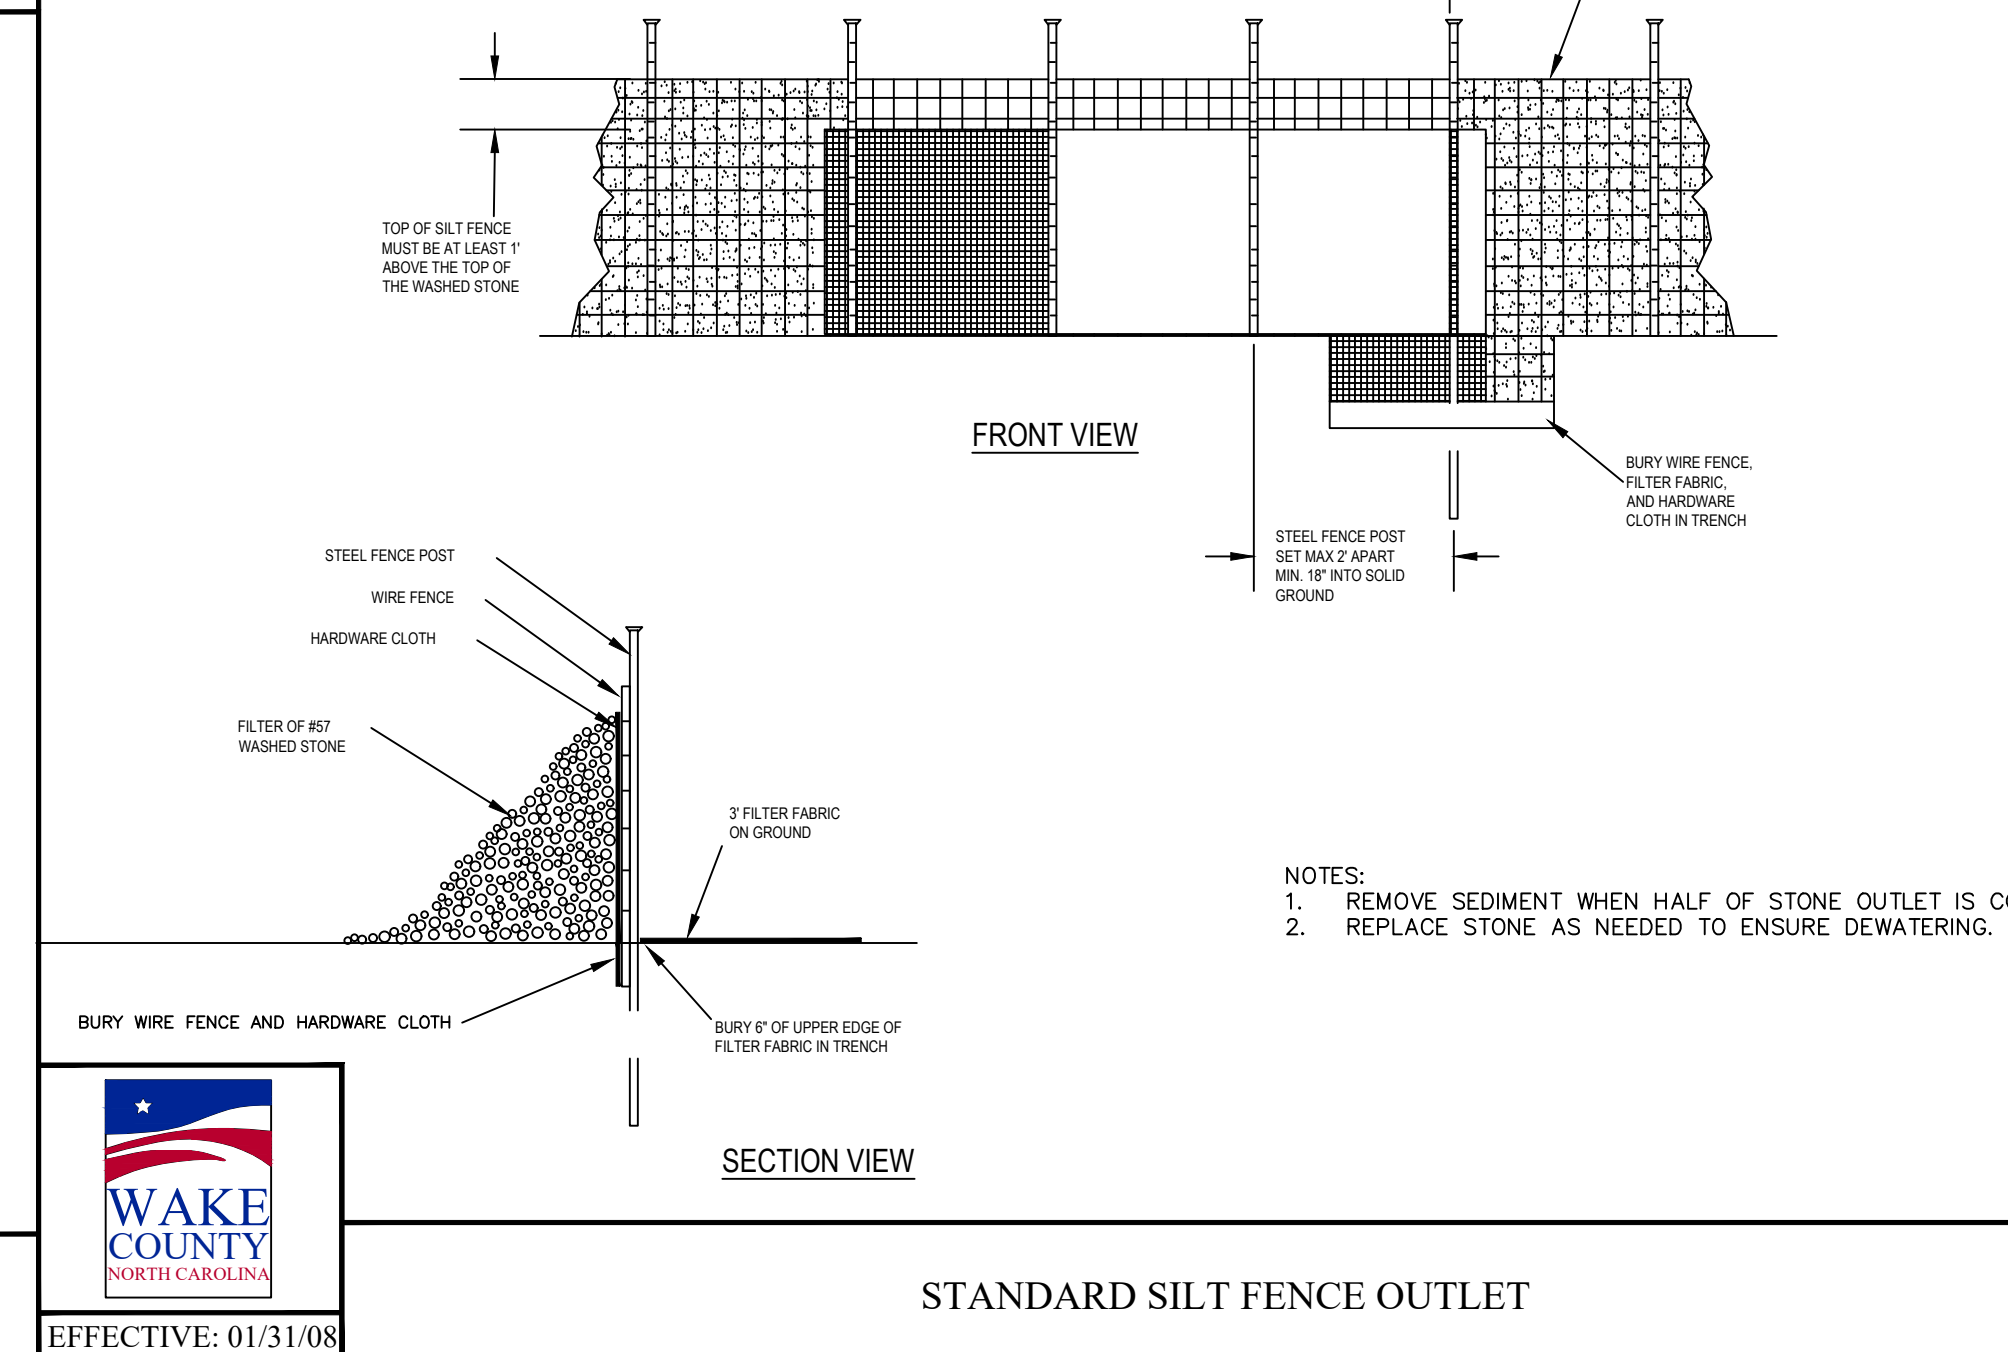 TOP OF SILT FENCE
MUST BE AT LEAST 1'
ABOVE THE TOP OF
THE WASHED STONE
FRONT VIEW
BURY WIRE FENCE,
FILTER FABRIC,
AND HARDWARE
CLOTH IN TRENCH
STEEL FENCE POST
SET MAX 2' APART
MIN. 18" INTO SOLID
GROUND
STEEL FENCE POST
WIRE FENCE
HARDWARE CLOTH
FILTER OF #57
WASHED STONE
3' FILTER FABRIC
ON GROUND
NOTES:
1. REMOVE SEDIMENT WHEN HALF OF STONE OUTLET IS
2. REPLACE STONE AS NEEDED TO ENSURE DEWATERING.
BURY WIRE FENCE AND HARDWARE CLOTH
BURY 6" OF UPPER EDGE OF
FILTER FABRIC IN TRENCH
SECTION VIEW
WAKE
COUNTY
NORTH CAROLINA
STANDARD SILT FENCE OUTLET
EFFECTIVE: 01/31/08